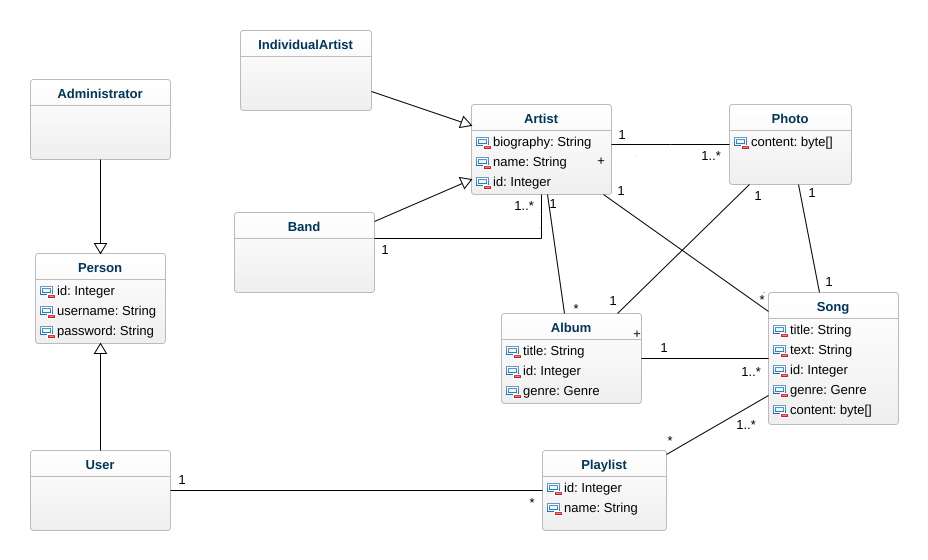 IndividualArtist
Administrator
Artist
biography: String
name: String
+
id: Integer
1
1..*
Photo
content: byte[]
1..*
1
1
1
1
Band
1
Person
id: Integer
username: String
password: String
1
*
1
*
1
Album
+
title: String
id: Integer
genre: Genre
1
1..*
Song
title: String
text: String
id: Integer
genre: Genre
content: byte[]
1..*
*
User
1
*
Playlist
id: Integer
name: String